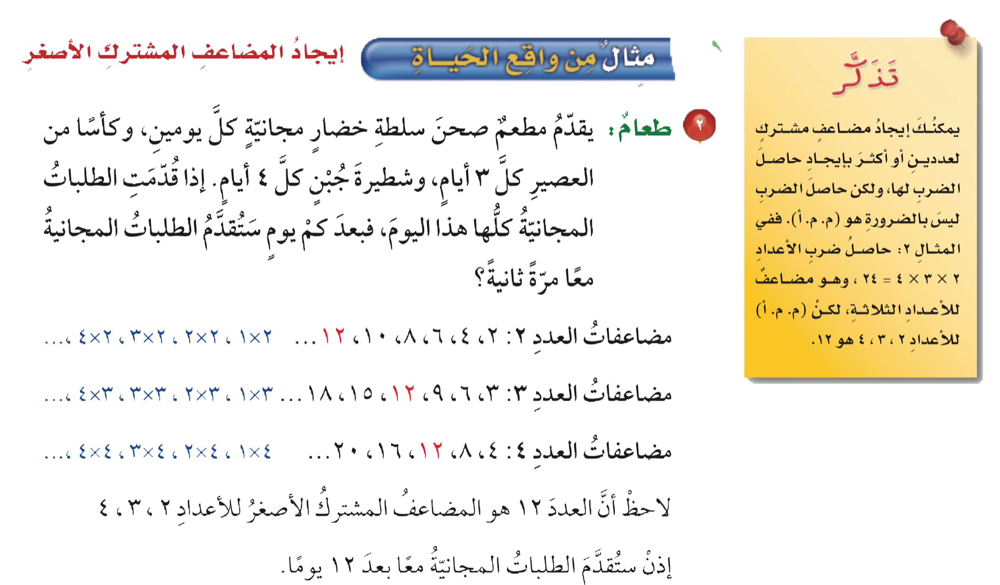 تَذَكَّر
يمكنُكَ إيجادُ مضاعفٍ مشتركٍ
لعددينِ أو أكثرَ بإيجادِ حاصلَ
الضربِ لها، ولكن حاصلَ الضربِ
ليسَ بالضرورةِ هو (م. م. أ). ففي
المثالِ ٢: حاصلُ ضربِ الأعدادِ
٢ × ٣ × ٤ = ٢٤ ، وهو مضاعفٌ
للأعدادِ الثلاثةِ، لكنْ (م. م. أ)
للأعدادِ ٢ ، ٣ ، ٤ هو ١٢.
مثالٌ مِن واقِعِ الحَياةِ
إيجادُ المضاعفِ المشتركِ الأصغرِ
٢ طعامٌ: يقدّمُ مطعمٌ صحنَ سلطةِ خضارٍ مجانيّةٍ كلَّ يومينِ، وكأسًا من
العصيرِ كلَّ ٣ أيامٍ، وشطيرةَ جُبْنٍ كلَّ ٤ أيامٍ. إذا قُدّمَتِ الطلباتُ
المجانيّةُ كلُّها هذا اليومَ، فبعدَ كمْ يومٍ سَتُقدَّمُ الطلباتُ المجانيةُ
معًا مرّةً ثانيةً؟
مضاعفاتُ العددِ ٢: ٢، ٤، ٦، ٨، ١٠، ١٢ ... ٢×١ ، ٢×٢ ، ٢×٣ ، ٢×٤ ،...
مضاعفاتُ العددِ ٣: ٣، ٦، ٩، ١٢، ١٥، ١٨... ٣×١ ، ٣×٢ ، ٣×٣ ، ٣×٤ ،...
مضاعفاتُ العددِ ٤: ٤، ٨، ١٢، ١٦، ٢٠... ٤×١ ، ٤×٢ ، ٤×٣ ، ٤×٤ ،...
لاحظْ أنَّ العددَ ١٢ هو المضاعفُ المشتركُ الأصغرُ للأعدادِ ٢ ، ٣ ، ٤
إذنْ ستُقدَّمَ الطلباتُ المجانيّةُ معًا بعدَ ١٢ يومًا.